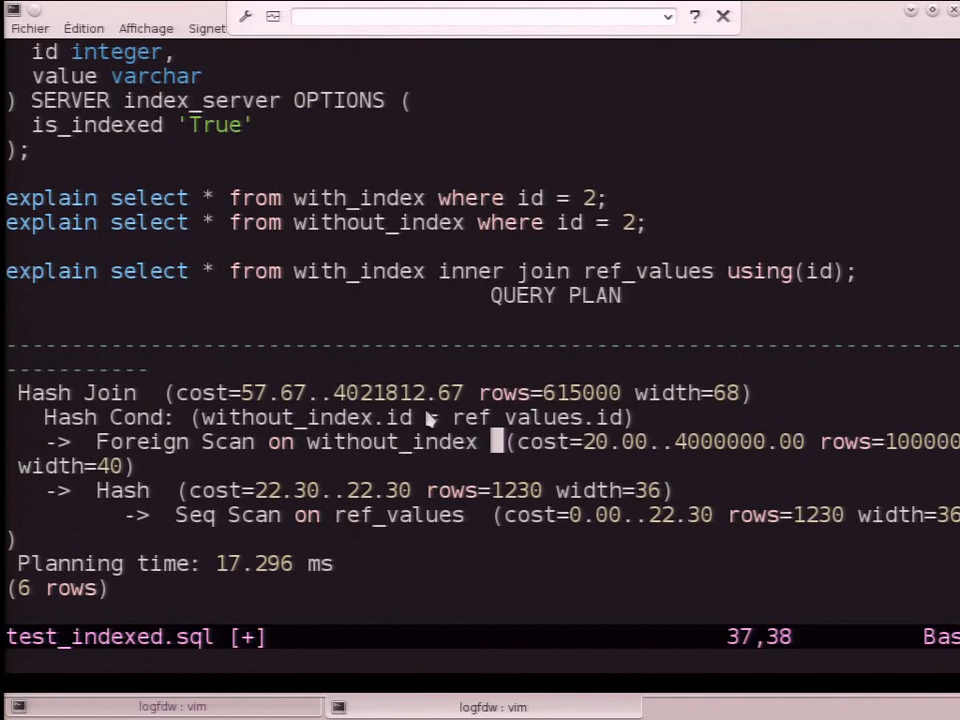 Fichier Édition Affichage Signet
id integer,
value varchar
) SERVER index_server OPTIONS (
is_indexed 'True'
);
explain select * from with_index where id = 2;
explain select * from without_index where id = 2;
explain select * from with_index inner join ref_values using(id);
QUERY PLAN
--------------------------------------------------------------------------
-----------
Hash Join (cost=57.67..4021812.67 rows=615000 width=68)
Hash Cond: (without_index.id = ref_values.id)
-> Foreign Scan on without_index (cost=20.00..4000000.00 rows=100000
width=40)
-> Hash (cost=22.30..22.30 rows=1230 width=36)
-> Seq Scan on ref_values (cost=0.00..22.30 rows=1230 width=36
)
Planning time: 17.296 ms
(6 rows)
test_indexed.sql [+] 37,38 Bas
logfdw : vim logfdw : vim